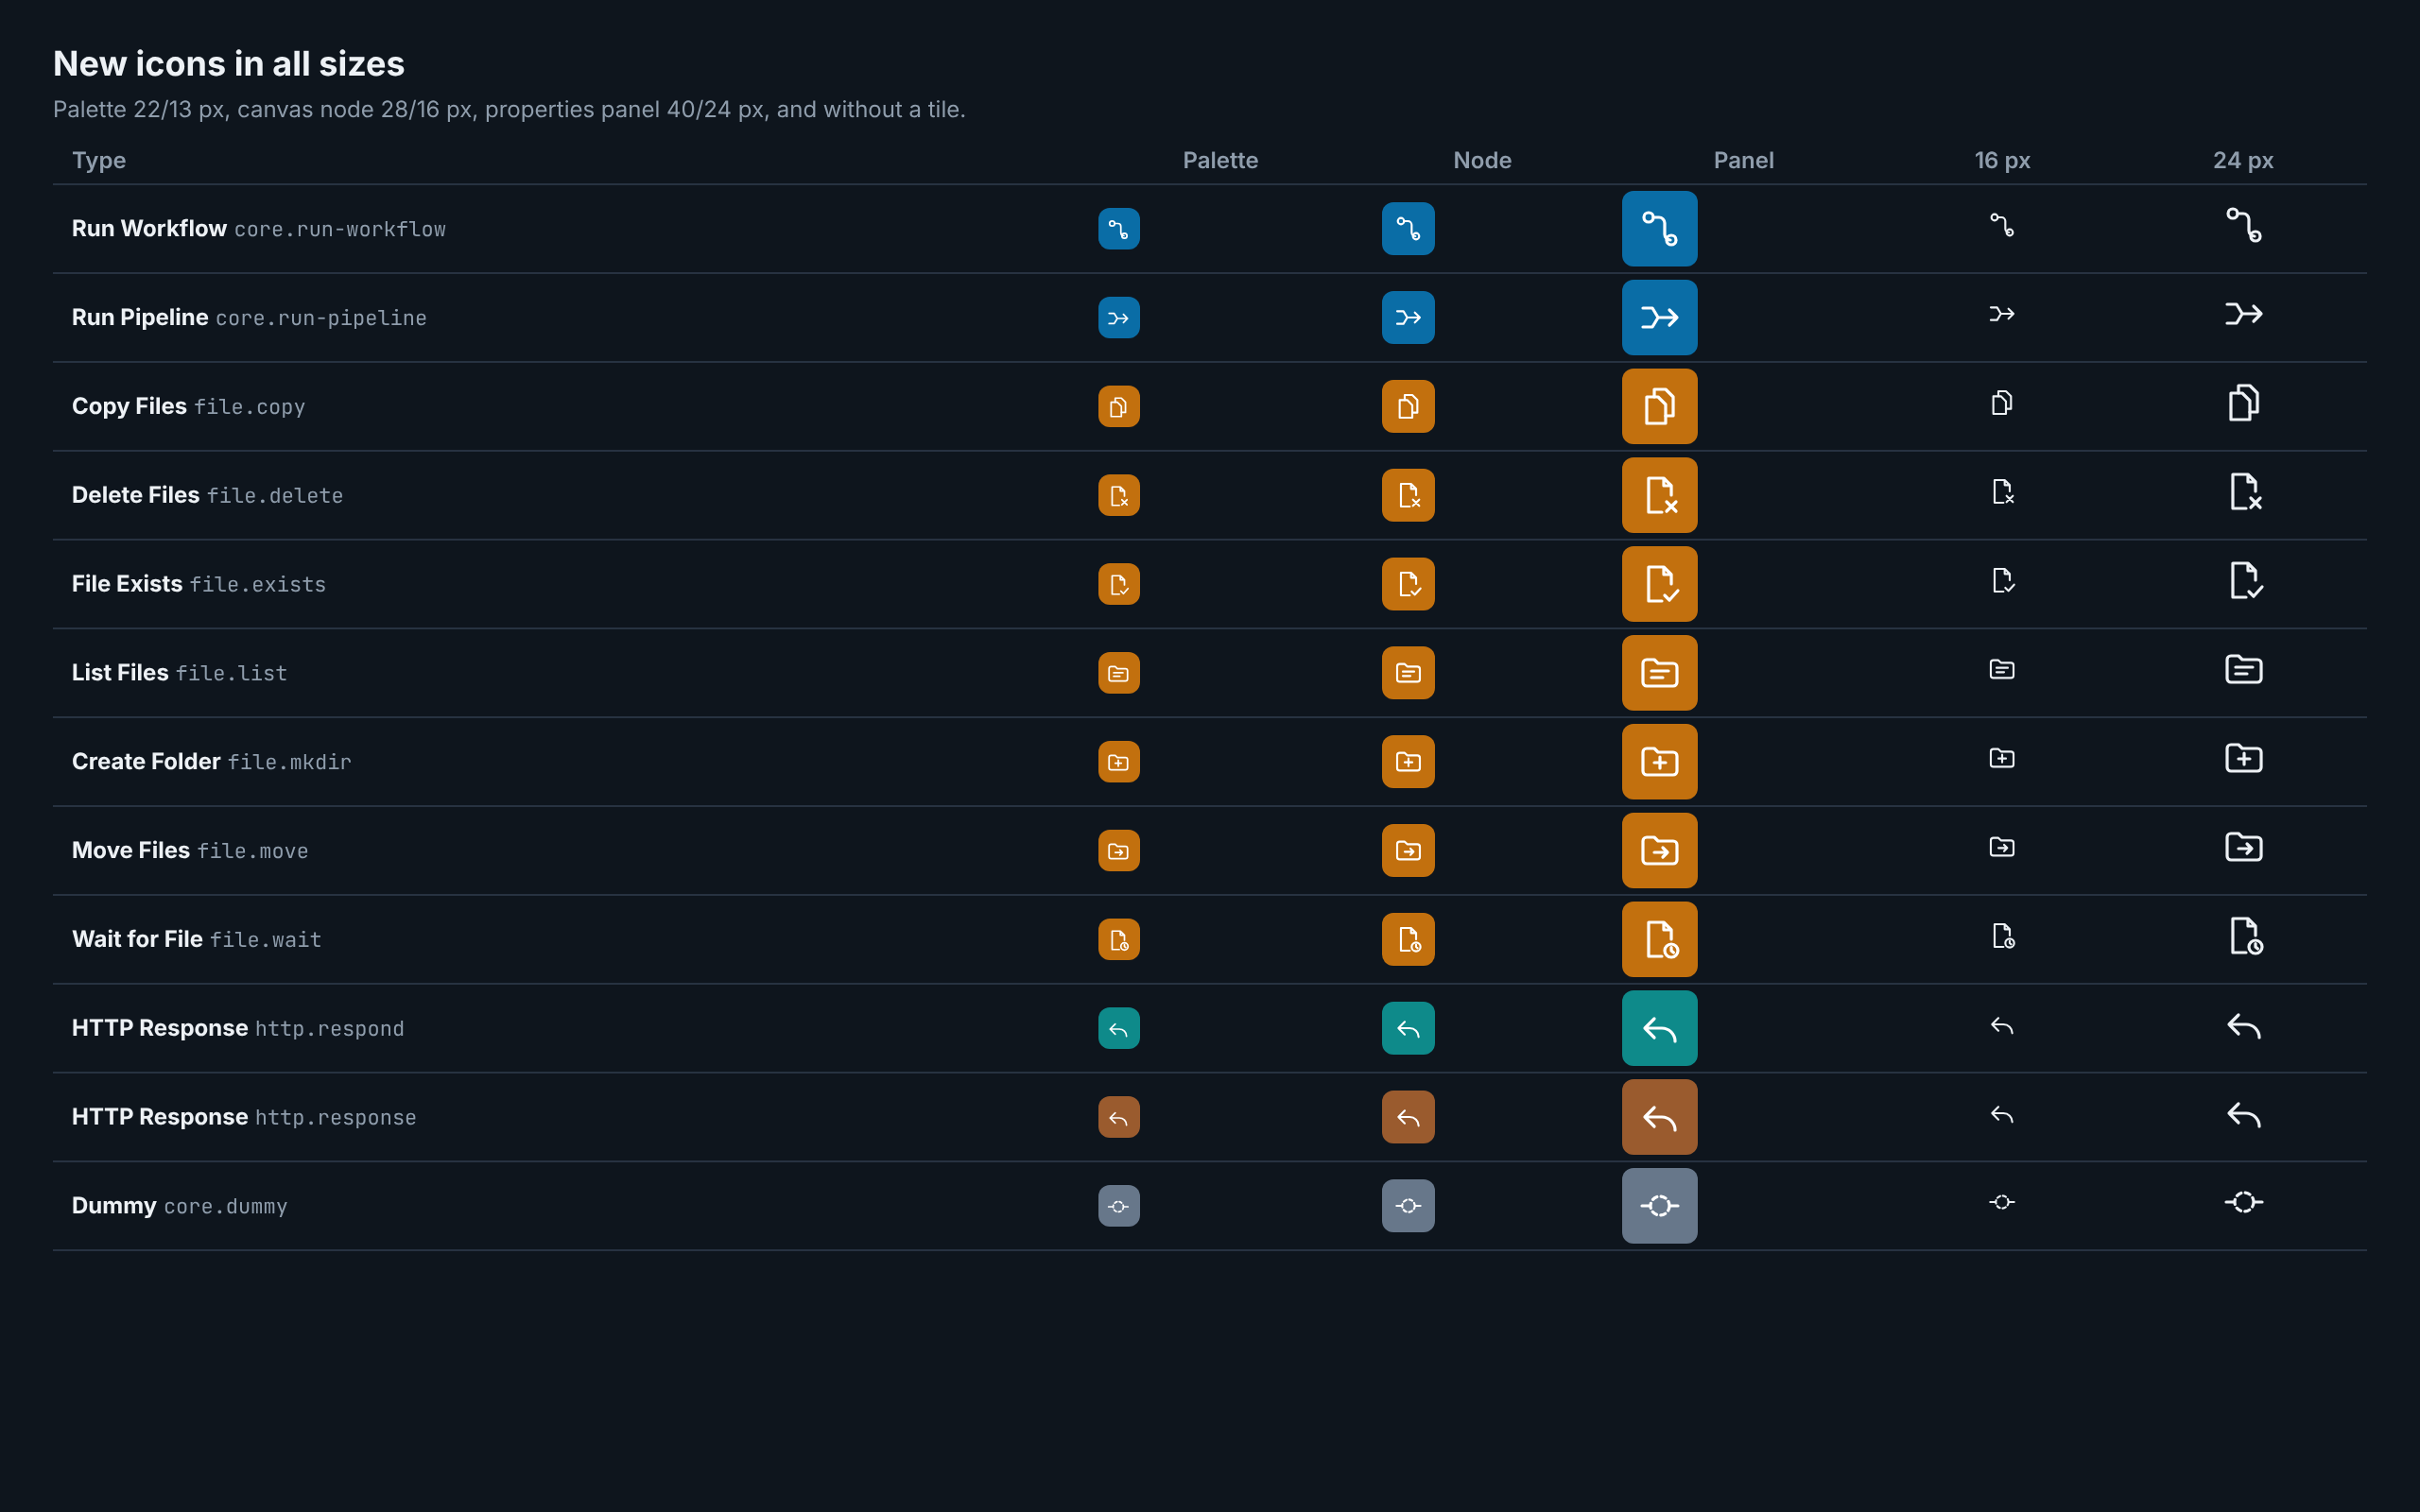 New icons in all sizes
Palette 22/13 px, canvas node 28/16 px, properties panel 40/24 px, and without a tile.
Type Palette Node Panel 16 px 24 px
Run Workflow core.run-workflow
Run Pipeline core.run-pipeline
Copy Files file.copy
Delete Files file.delete
File Exists file.exists
List Files file.list
Create Folder file.mkdir
Move Files file.move
Wait for File file.wait
HTTP Response http.respond
HTTP Response http.response
Dummy core.dummy